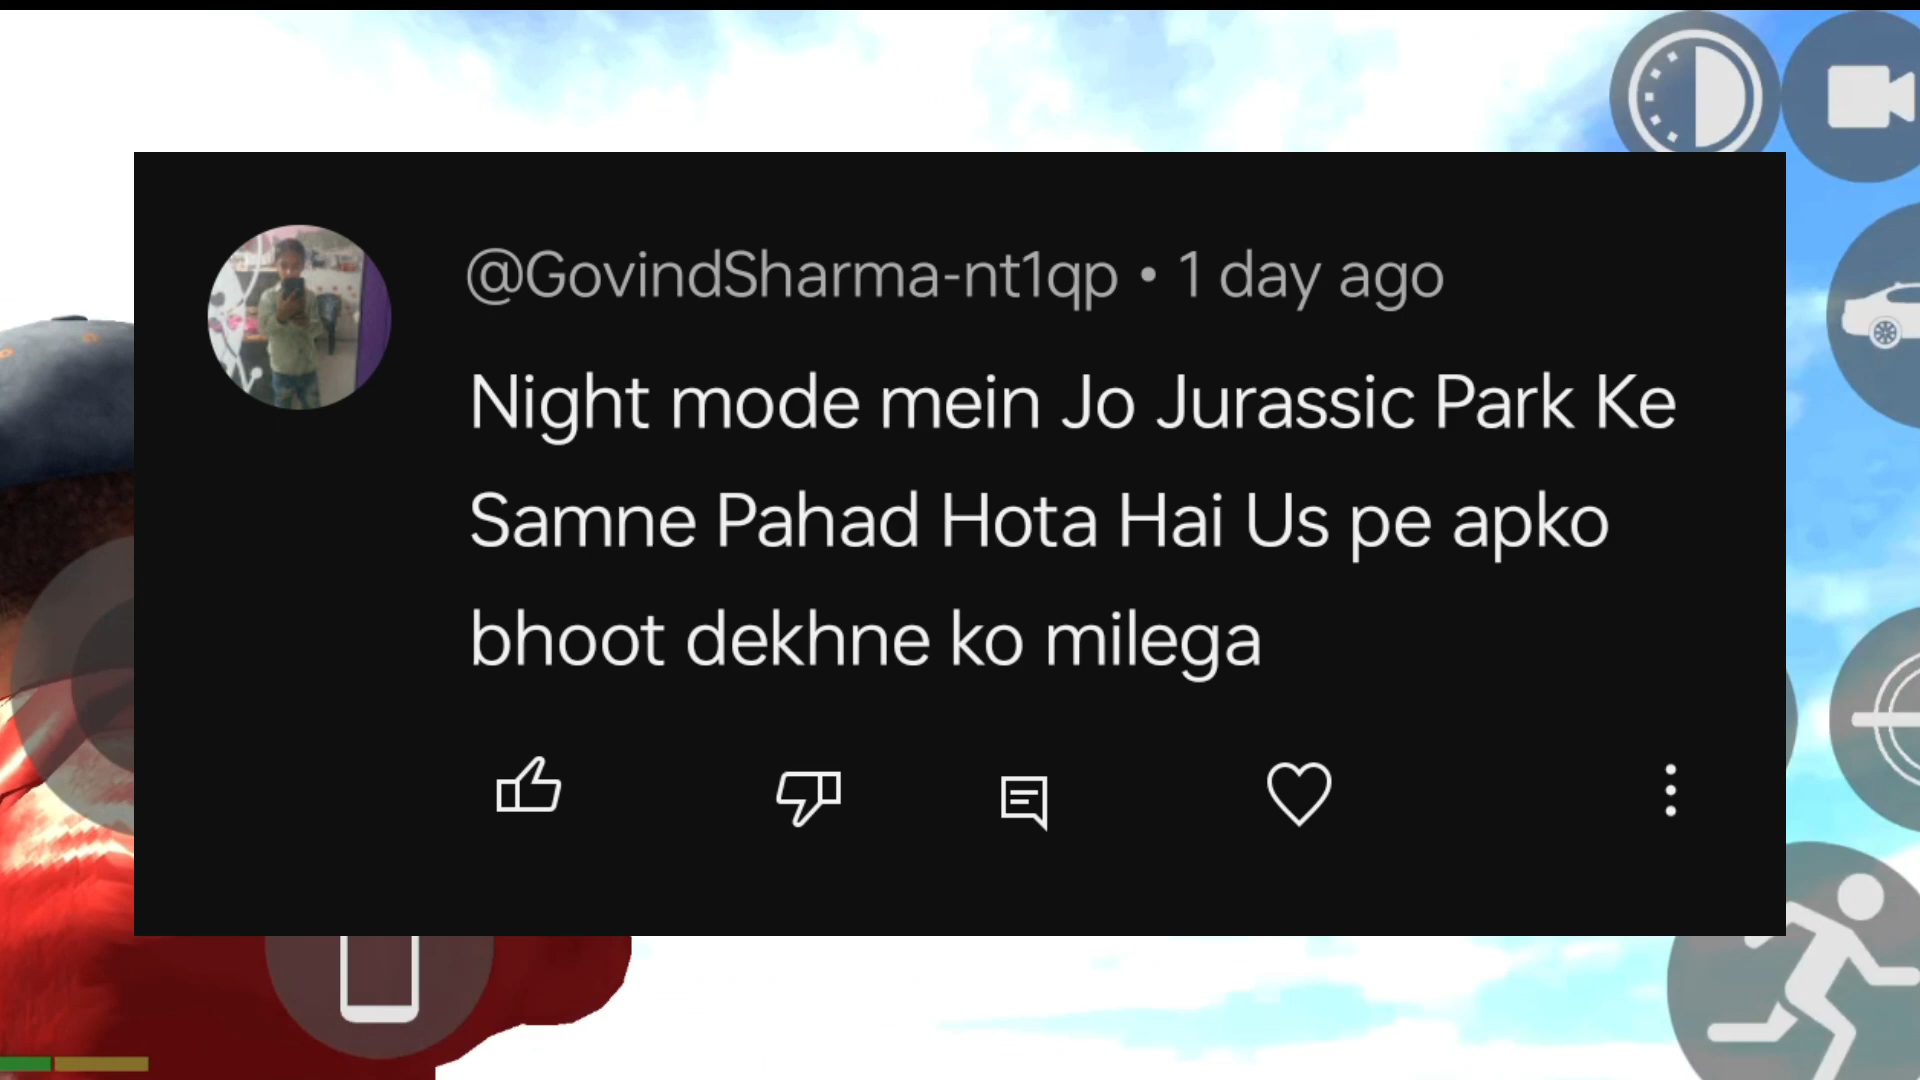 @GovindSharma-nt1qp • 1 day ago
Night mode mein Jo Jurassic Park Ke
Samne Pahad Hota Hai Us pe apko
bhoot dekhne ko milega